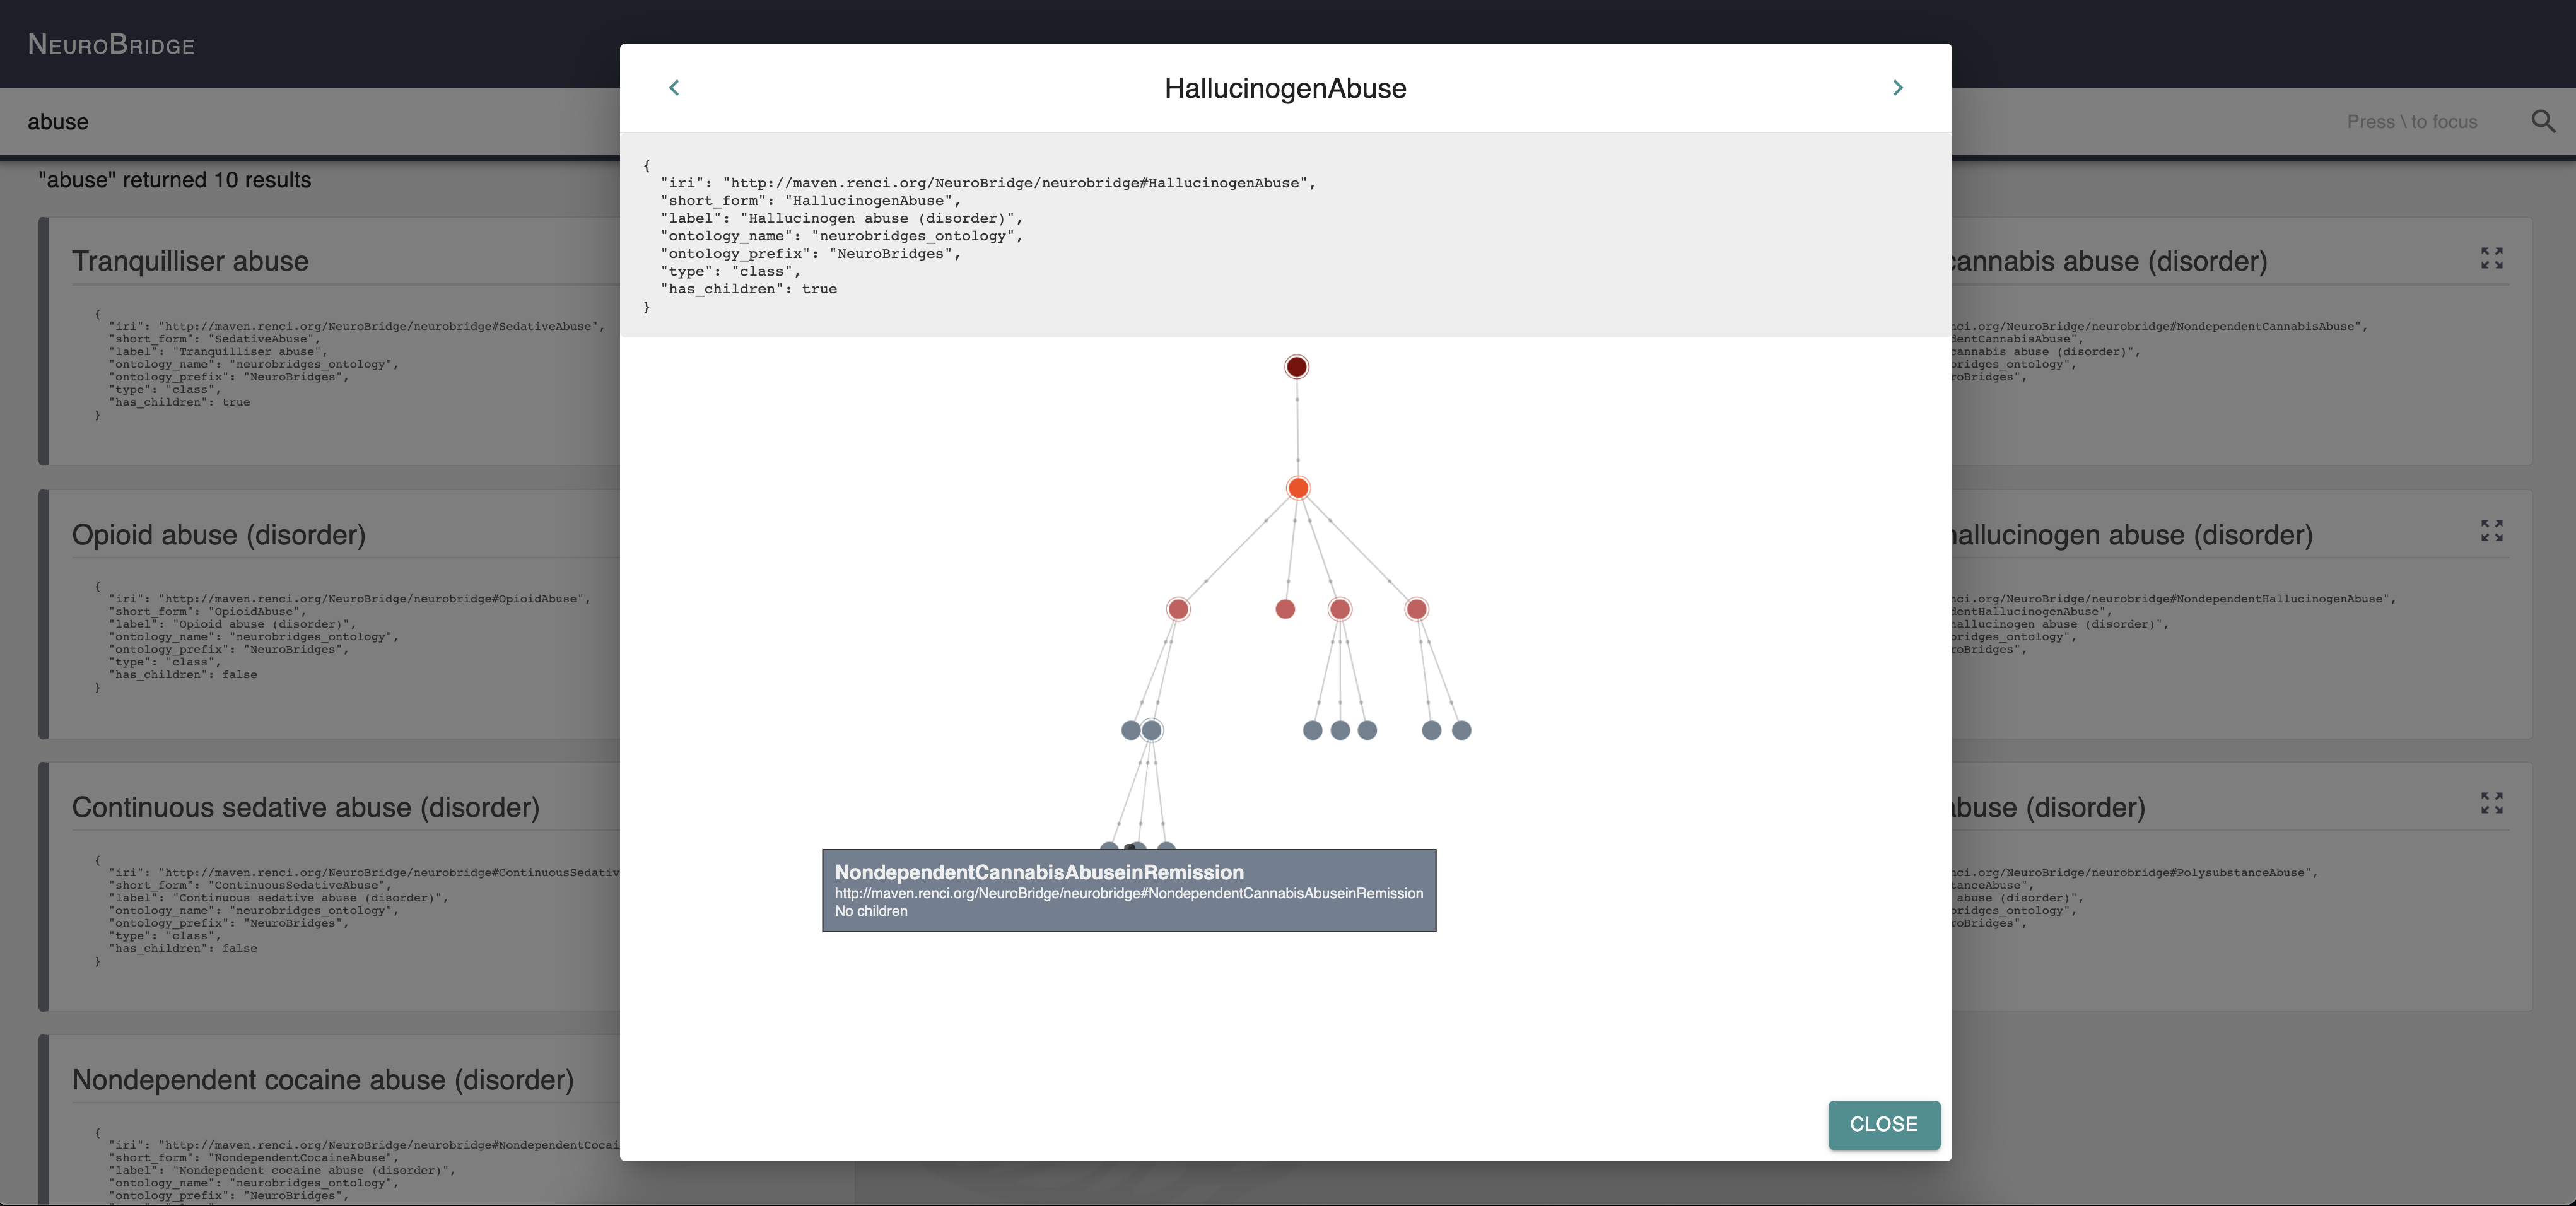 NeuroBridge
abuse
Press \ to focus
"abuse" returned 10 results
Tranquilliser abuse
{
"iri": "http://maven.renci.org/NeuroBridge/neurobridge#SedativeAbuse",
"short_form": "SedativeAbuse",
"label": "Tranquilliser abuse",
"ontology_name": "neurobridges_ontology",
"ontology_prefix": "NeuroBridges",
"type": "class",
"has_children": true
}
Opioid abuse (disorder)
{
"iri": "http://maven.renci.org/NeuroBridge/neurobridge#OpioidAbuse",
"short_form": "OpioidAbuse",
"label": "Opioid abuse (disorder)",
"ontology_name": "neurobridges_ontology",
"ontology_prefix": "NeuroBridges",
"type": "class",
"has_children": false
}
Continuous sedative abuse (disorder)
{
"iri": "http://maven.renci.org/NeuroBridge/neurobridge#ContinuousSedativ
"short_form": "ContinuousSedativeAbuse",
"label": "Continuous sedative abuse (disorder)",
"ontology_name": "neurobridges_ontology",
"ontology_prefix": "NeuroBridges",
"type": "class",
"has_children": false
}
Nondependent cocaine abuse (disorder)
{
"iri": "http://maven.renci.org/NeuroBridge/neurobridge#NondependentCocai
"short_form": "NondependentCocaineAbuse",
"label": "Nondependent cocaine abuse (disorder)",
"ontology_name": "neurobridges_ontology",
"ontology_prefix": "NeuroBridges",
HallucinogenAbuse
{
"iri": "http://maven.renci.org/NeuroBridge/neurobridge#HallucinogenAbuse",
"short_form": "HallucinogenAbuse",
"label": "Hallucinogen abuse (disorder)",
"ontology_name": "neurobridges_ontology",
"ontology_prefix": "NeuroBridges",
"type": "class",
"has_children": true
}
NondependentCannabisAbuseinRemission
http://maven.renci.org/NeuroBridge/neurobridge#NondependentCannabisAbuseinRemission
No children
CLOSE
cannabis abuse (disorder)
nci.org/NeuroBridge/neurobridge#NondependentCannabisAbuse",
dentCannabisAbuse",
cannabis abuse (disorder)",
bridges_ontology",
roBridges",
hallucinogen abuse (disorder)
nci.org/NeuroBridge/neurobridge#NondependentHallucinogenAbuse",
dentHallucinogenAbuse",
hallucinogen abuse (disorder)",
bridges_ontology",
roBridges",
abuse (disorder)
nci.org/NeuroBridge/neurobridge#PolysubstanceAbuse",
tanceAbuse",
abuse (disorder)",
bridges_ontology",
roBridges",